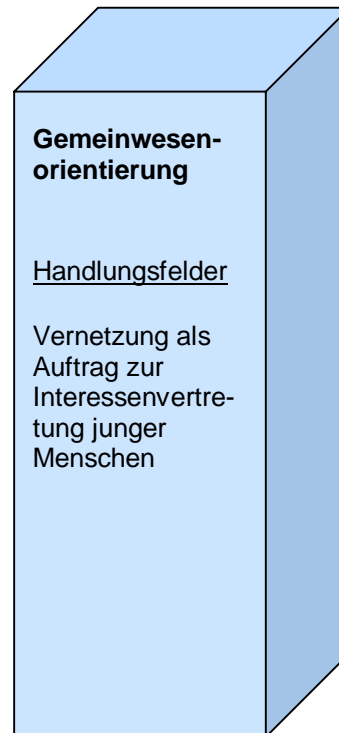 Gemeinwesen-
orientierung
Handlungsfelder
Vernetzung als
Auftrag zur
Interessenvertre-
tung junger
Menschen